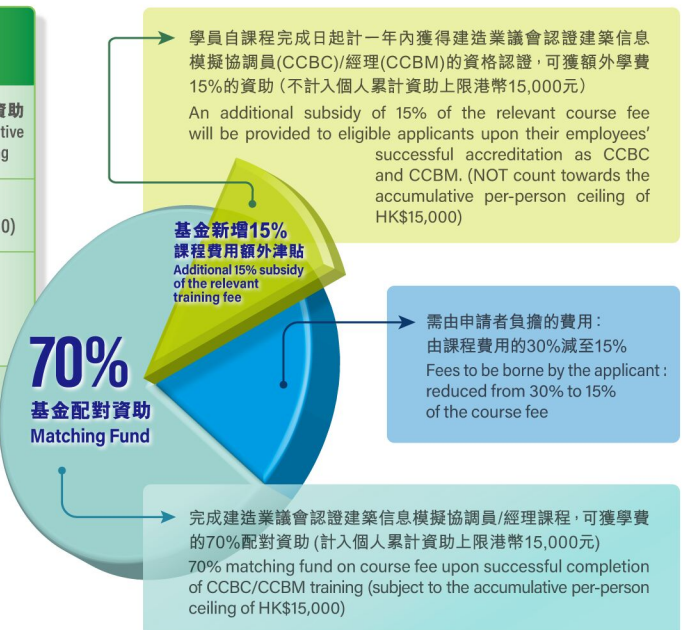 資助
tive
g
0)
學員自課程完成日起計一年內獲得建造業議會認證建築信息
模擬協調員(CCBC)/經理(CCBM)的資格認證，可獲額外學費
15%的資助（不計入個人累計資助上限港幣15,000元）
An additional subsidy of 15% of the relevant course fee
will be provided to eligible applicants upon their employees'
successful accreditation as CCBC
and CCBM. (NOT count towards the
accumulative per-person ceiling of
HK$15,000)
基金新增15%
課程費用額外津貼
Additional 15% subsidy
of the relevant
training fee
需由申請者負擔的費用：
由課程費用的30%減至15%
Fees to be borne by the applicant :
reduced from 30% to 15%
of the course fee
70%
基金配對資助
Matching Fund
完成建造業議會認證建築信息模擬協調員/經理課程，可獲學費
的70%配對資助 (計入個人累計資助上限港幣15,000元)
70% matching fund on course fee upon successful completion
of CCBC/CCBM training (subject to the accumulative per-person
ceiling of HK$15,000)